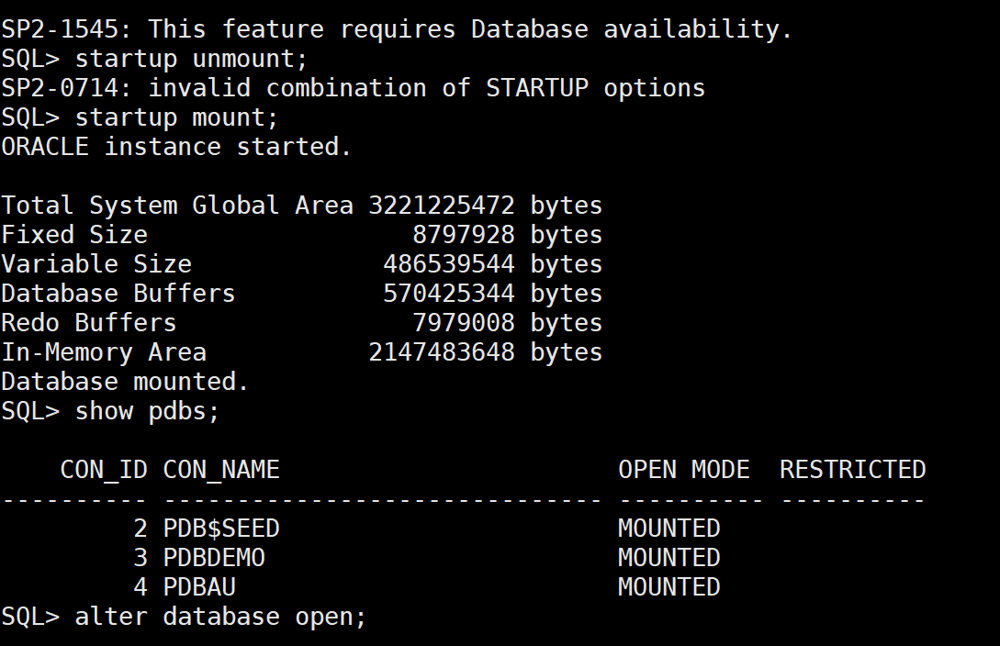 SP2-1545: This feature requires Database availability.
SQL> startup unmount;
SP2-0714: invalid combination of STARTUP options
SQL> startup mount;
ORACLE instance started.
Total System Global Area 3221225472 bytes
Fixed Size                  8797928 bytes
Variable Size             486539544 bytes
Database Buffers          570425344 bytes
Redo Buffers                7979008 bytes
In-Memory Area           2147483648 bytes
Database mounted.
SQL> show pdbs;
    CON_ID CON_NAME                       OPEN MODE  RESTRICTED
---------- ------------------------------ ---------- ----------
         2 PDB$SEED                       MOUNTED
         3 PDBDEMO                        MOUNTED
         4 PDBAU                          MOUNTED
SQL> alter database open;